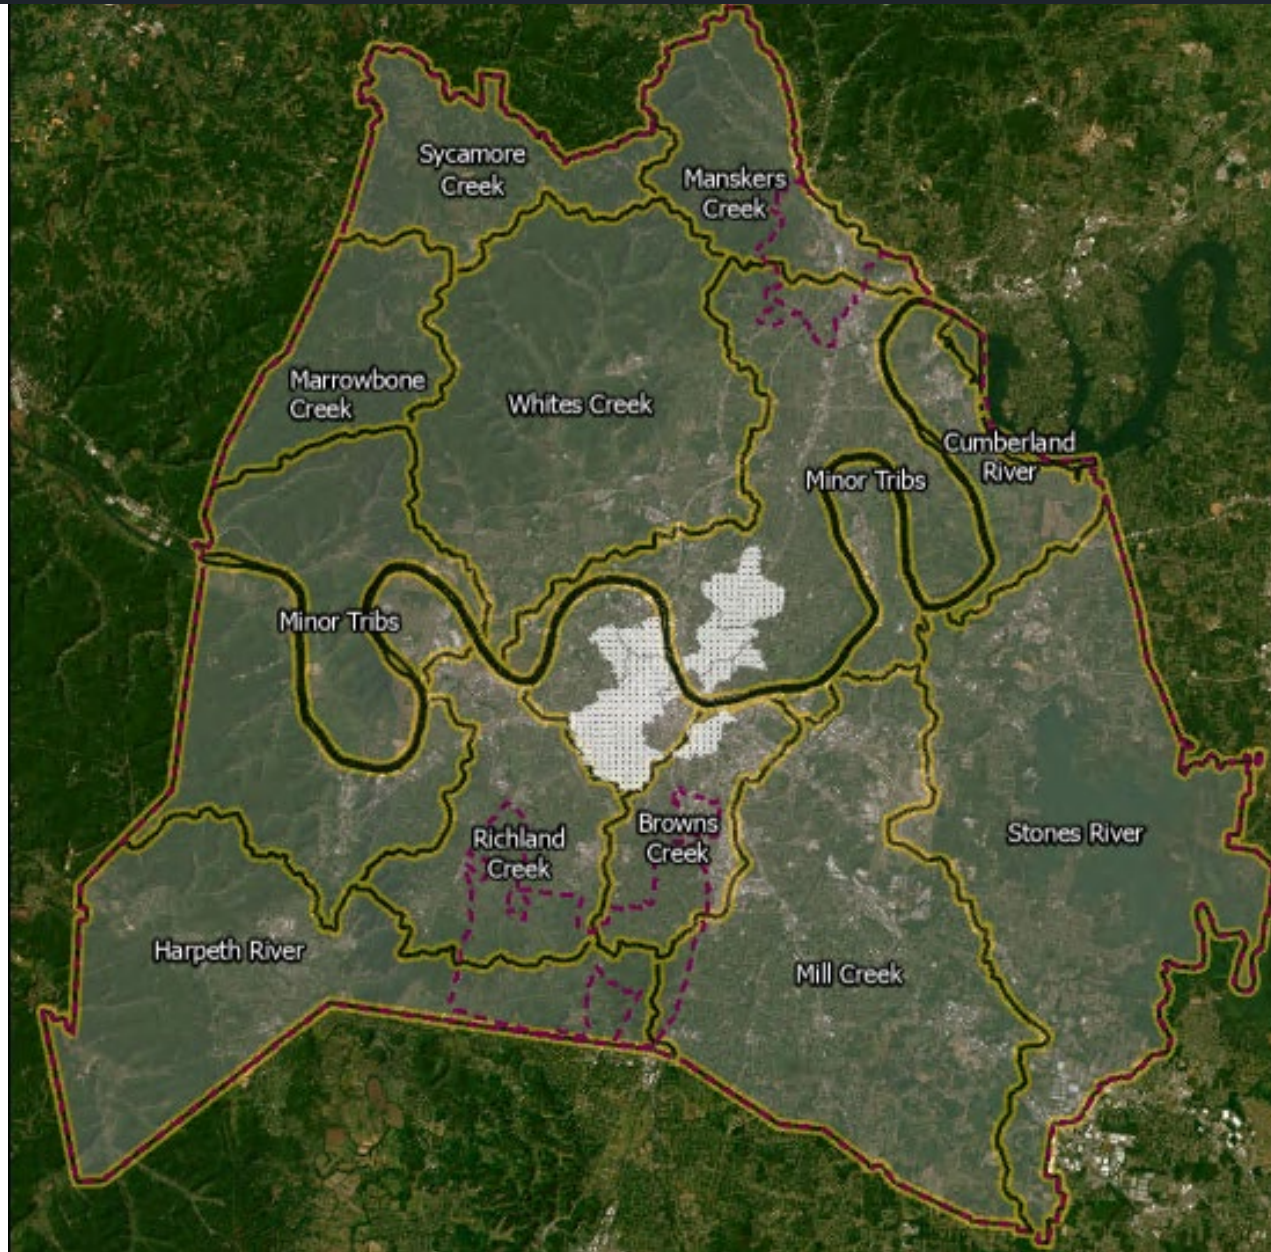 Sycamore
Creek
Manskers
Creek
Marrowbone
Creek
Whites Creek
Cumberland
River
Minor Tribs
Minor Tribs
Richland
Creek
Browns
Creek
Stones River
Harpeth River
Mill Creek